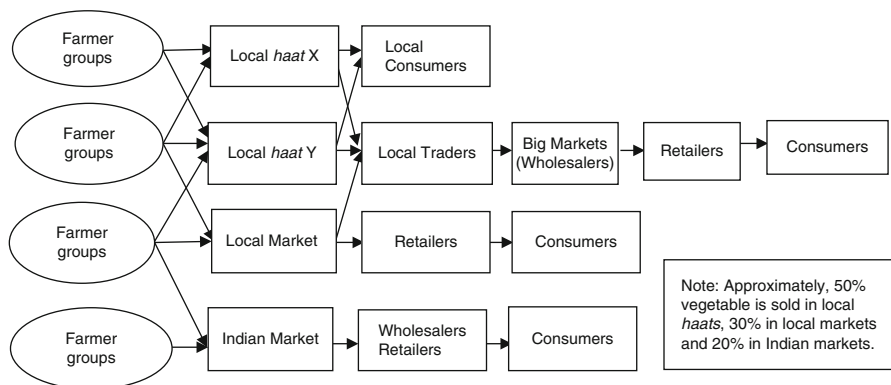 Farmer
groups
Local haat X
Local
Consumers
Farmer
groups
Local haat Y
Local Traders
Big Markets
(Wholesalers)
Retailers
Consumers
Farmer
groups
Local Market
Retailers
Consumers
Farmer
groups
Indian Market
Wholesalers
Retailers
Consumers
Note: Approximately, 50%
vegetable is sold in local
haats, 30% in local markets
and 20% in Indian markets.